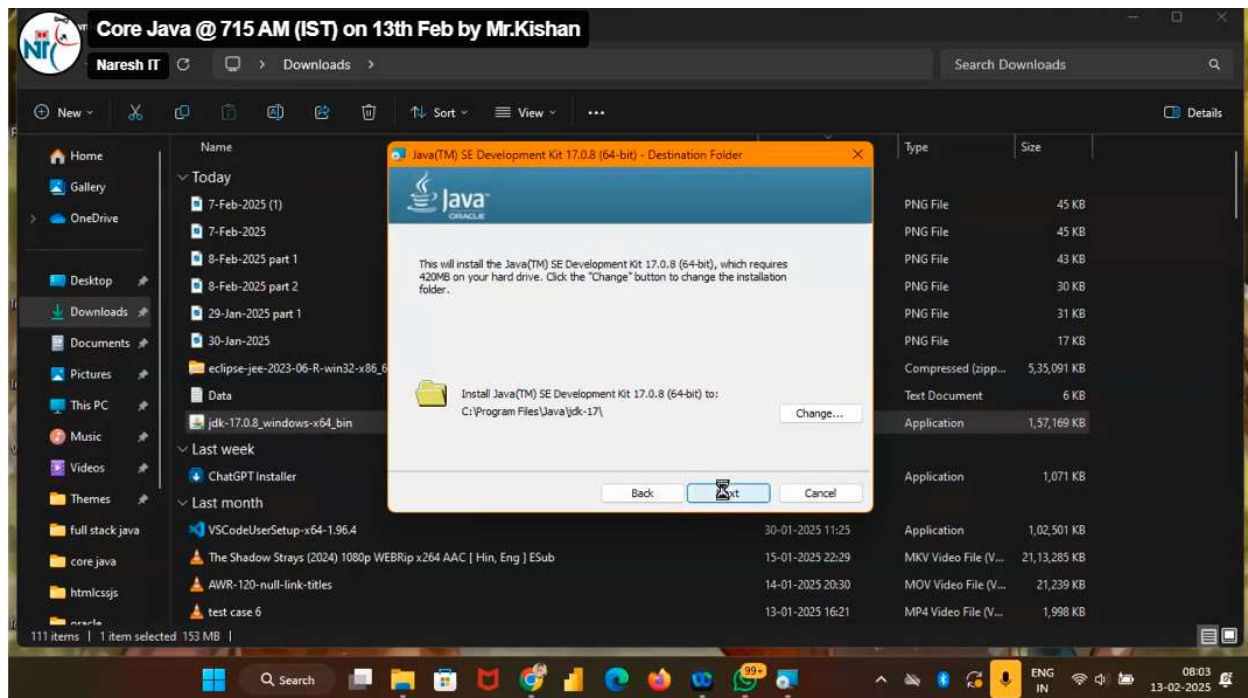 Core Java @ 715 AM (IST) on 13th Feb by Mr.Kishan
Naresh IT
Downloads
Search Downloads
New
Sort
View
Details
Name
Type
Size
Home
Gallery
OneDrive
Desktop
Downloads
Documents
Pictures
This PC
Music
Videos
Themes
full stack java
core java
htmlcssjs
Today
7-Feb-2025 (1) PNG File 45 KB
7-Feb-2025 PNG File 45 KB
8-Feb-2025 part 1 PNG File 43 KB
8-Feb-2025 part 2 PNG File 30 KB
29-Jan-2025 part 1 PNG File 31 KB
30-Jan-2025 PNG File 17 KB
eclipse-jee-2023-06-R-win32-x86_6 Compressed (zipp... 5,35,091 KB
Data Text Document 6 KB
jdk-17.0.8_windows-x64_bin Application 1,57,169 KB
Last week
ChatGPT Installer Application 1,071 KB
Last month
VSCodeUserSetup-x64-1.96.4 30-01-2025 11:25 Application 1,02,501 KB
The Shadow Strays (2024) 1080p WEBRip x264 AAC [ Hin, Eng ] ESub 15-01-2025 22:29 MKV Video File (V... 21,13,285 KB
AWR-120-null-link-titles 14-01-2025 20:30 MOV Video File (V... 21,239 KB
test case 6 13-01-2025 16:21 MP4 Video File (V... 1,998 KB
Java(TM) SE Development Kit 17.0.8 (64-bit) - Destination Folder
Java
ORACLE
This will install the Java(TM) SE Development Kit 17.0.8 (64-bit), which requires
420MB on your hard drive. Click the "Change" button to change the installation
folder.
Install Java(TM) SE Development Kit 17.0.8 (64-bit) to:
C:\Program Files\Java\jdk-17\
Change...
Back
Cancel
111 items | 1 item selected 153 MB |
Search
99+
ENG
IN
08:03
13-02-2025